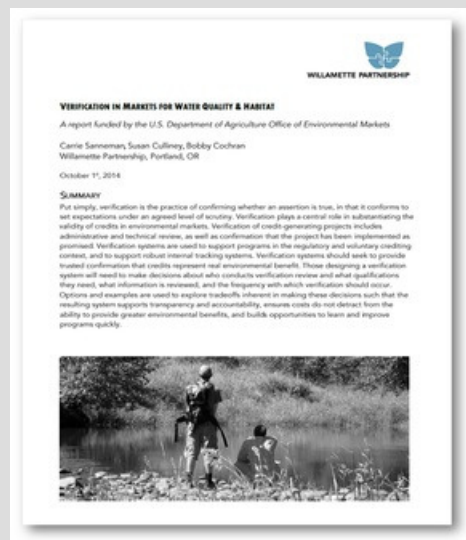 WILLAMETTE PARTNERSHIP
VERIFICATION IN MARKETS FOR WATER QUALITY & HABITAT
A report funded by the U.S. Department of Agriculture Office of Environmental Markets
Carrie Sanneman, Susan Culliney, Bobby Cochran
Willamette Partnership, Portland, OR
October 1st, 2014
SUMMARY
Put simply, verification is the practice of confirming whether an assertion is true, in that it conforms to
set expectations under an agreed level of scrutiny. Verification plays a central role in substantiating the
validity of credits in environmental markets. Verification of credit-generating projects includes
administrative and technical review, as well as confirmation that the project has been implemented as
promised. Verification systems are used to support programs in the regulatory and voluntary crediting
context, and to support robust internal tracking systems. Verification systems should seek to provide
trusted confirmation that credits represent real environmental benefit. Those designing a verification
system will need to make decisions about who conducts verification review and what qualifications
they need, what information is reviewed, and the frequency with which verification should occur.
Options and examples are used to explore tradeoffs inherent in making these decisions such that the
resulting system supports transparency and accountability, ensures costs do not detract from the
ability to provide greater environmental benefits, and builds opportunities to learn and improve
programs quickly.